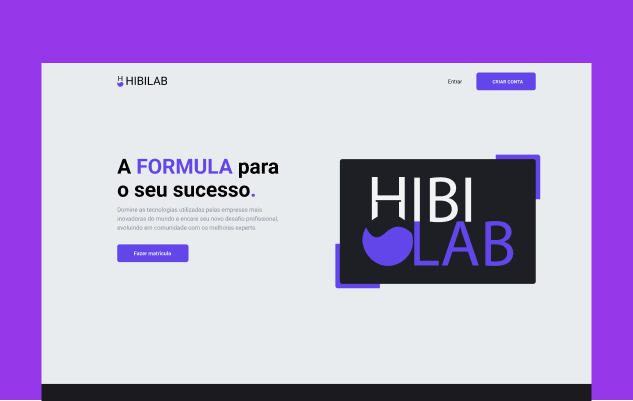 H HIBILAB
Entrar
CRIAR CONTA
A FORMULA para
o seu sucesso.
Domine as tecnologias utilizadas pelas empresas mais
inovadoras do mundo e encare seu novo desafio profissional,
evoluindo em comunidade com os melhores experts.
Fazer matrícula
HIBI
LAB